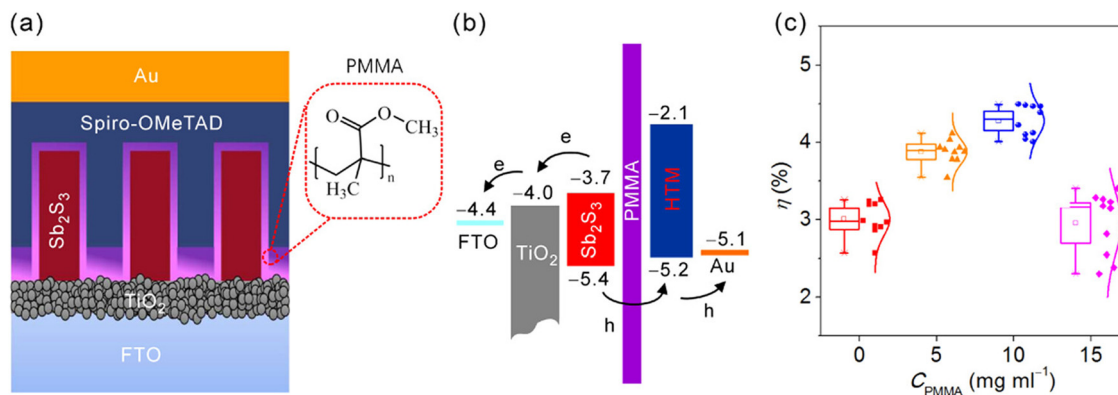 (a)
Au
Spiro-OMeTAD
Sb₂S₃
TiO₂
FTO
PMMA
O
O
CH₃
H₃C
n
(b)
e
e
−4.4
FTO
−4.0
TiO₂
−3.7
Sb₂S₃
−5.4
h
PMMA
−2.1
HTM
−5.2
h
−5.1
Au
(c)
η (%)
5
4
3
2
0 5 10 15
C_PMMA (mg ml⁻¹)